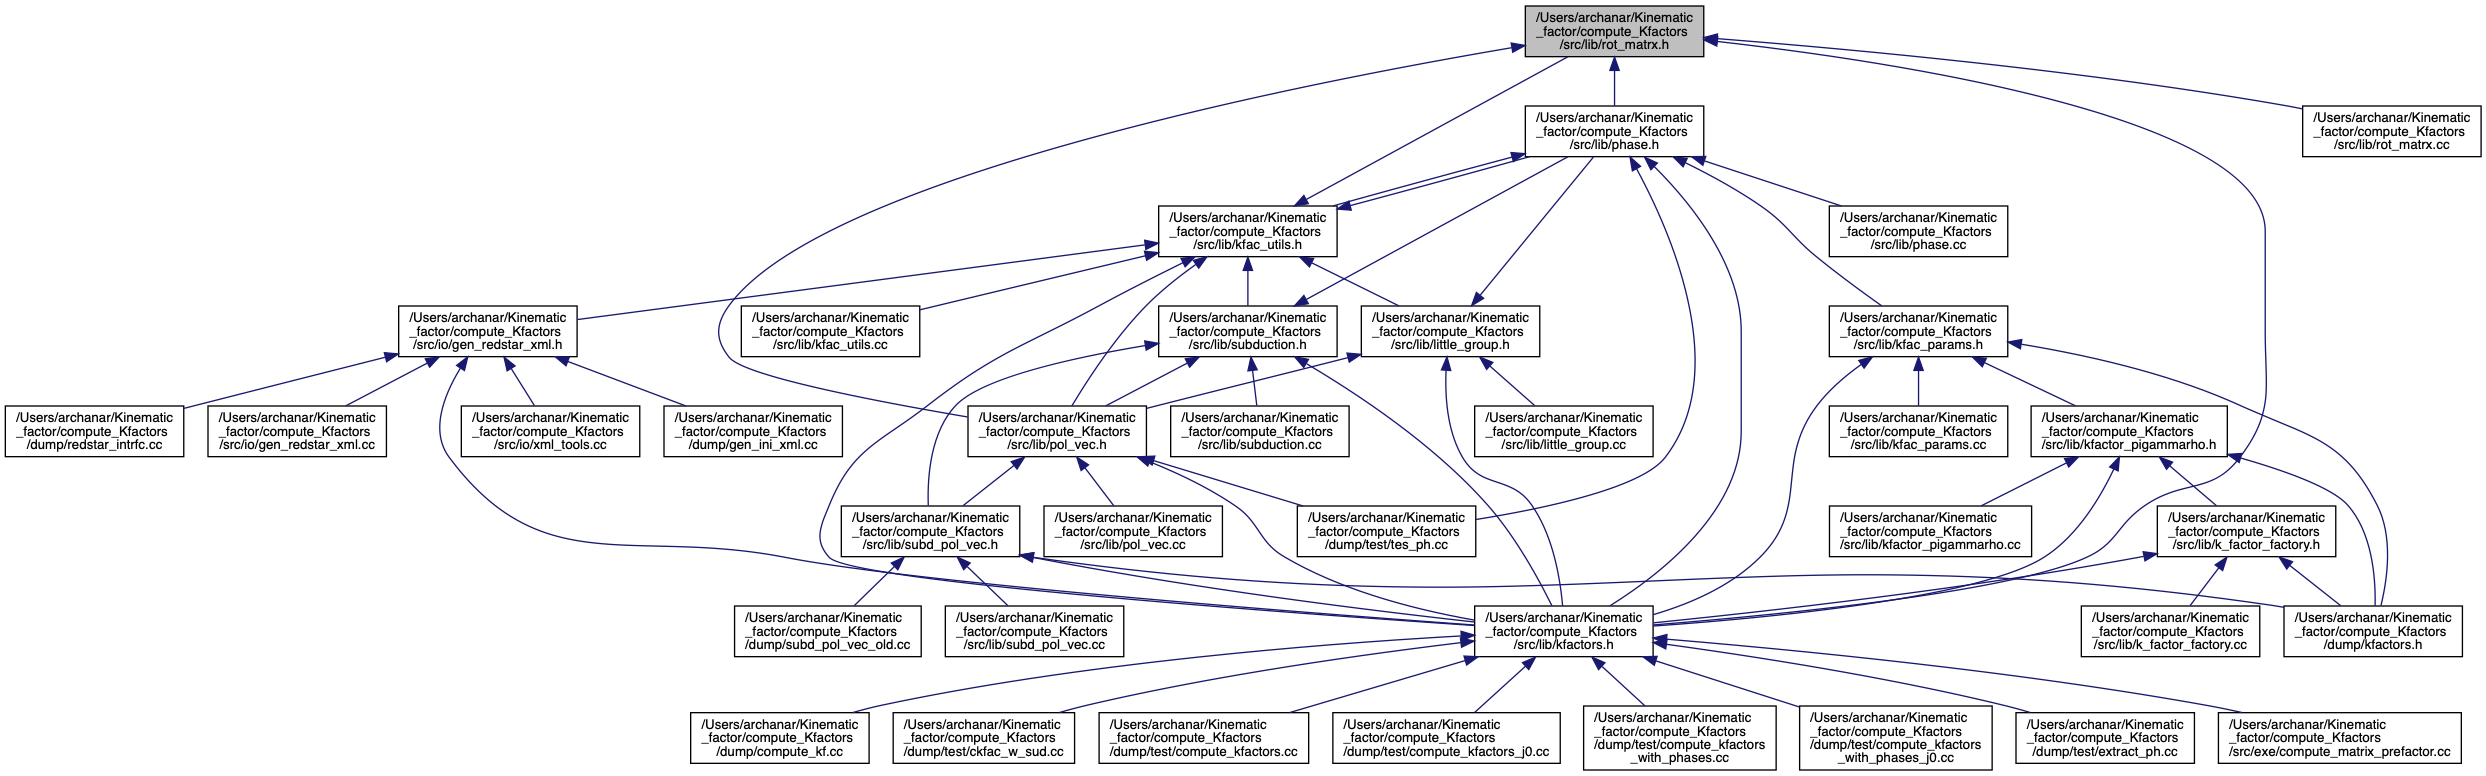 /Users/archanar/Kinematic
_factor/compute_Kfactors
/src/lib/rot_matrx.h
/Users/archanar/Kinematic
_factor/compute_Kfactors
/src/lib/phase.h
/Users/archanar/Kinematic
_factor/compute_Kfactors
/src/lib/rot_matrx.cc
/Users/archanar/Kinematic
_factor/compute_Kfactors
/src/lib/kfac_utils.h
/Users/archanar/Kinematic
_factor/compute_Kfactors
/src/lib/phase.cc
/Users/archanar/Kinematic
_factor/compute_Kfactors
/src/io/gen_redstar_xml.h
/Users/archanar/Kinematic
_factor/compute_Kfactors
/src/lib/kfac_utils.cc
/Users/archanar/Kinematic
_factor/compute_Kfactors
/src/lib/subduction.h
/Users/archanar/Kinematic
_factor/compute_Kfactors
/src/lib/little_group.h
/Users/archanar/Kinematic
_factor/compute_Kfactors
/src/lib/kfac_params.h
/Users/archanar/Kinematic
_factor/compute_Kfactors
/dump/redstar_intrfc.cc
/Users/archanar/Kinematic
_factor/compute_Kfactors
/src/io/gen_redstar_xml.cc
/Users/archanar/Kinematic
_factor/compute_Kfactors
/src/io/xml_tools.cc
/Users/archanar/Kinematic
_factor/compute_Kfactors
/dump/gen_ini_xml.cc
/Users/archanar/Kinematic
_factor/compute_Kfactors
/src/lib/pol_vec.h
/Users/archanar/Kinematic
_factor/compute_Kfactors
/src/lib/subduction.cc
/Users/archanar/Kinematic
_factor/compute_Kfactors
/src/lib/little_group.cc
/Users/archanar/Kinematic
_factor/compute_Kfactors
/src/lib/kfac_params.cc
/Users/archanar/Kinematic
_factor/compute_Kfactors
/src/lib/kfactor_pigammarho.h
/Users/archanar/Kinematic
_factor/compute_Kfactors
/src/lib/subd_pol_vec.h
/Users/archanar/Kinematic
_factor/compute_Kfactors
/src/lib/pol_vec.cc
/Users/archanar/Kinematic
_factor/compute_Kfactors
/dump/test/tes_ph.cc
/Users/archanar/Kinematic
_factor/compute_Kfactors
/src/lib/kfactor_pigammarho.cc
/Users/archanar/Kinematic
_factor/compute_Kfactors
/src/lib/k_factor_factory.h
/Users/archanar/Kinematic
_factor/compute_Kfactors
/dump/subd_pol_vec_old.cc
/Users/archanar/Kinematic
_factor/compute_Kfactors
/src/lib/subd_pol_vec.cc
/Users/archanar/Kinematic
_factor/compute_Kfactors
/src/lib/kfactors.h
/Users/archanar/Kinematic
_factor/compute_Kfactors
/src/lib/k_factor_factory.cc
/Users/archanar/Kinematic
_factor/compute_Kfactors
/dump/kfactors.h
/Users/archanar/Kinematic
_factor/compute_Kfactors
/dump/compute_kf.cc
/Users/archanar/Kinematic
_factor/compute_Kfactors
/dump/test/ckfac_w_sud.cc
/Users/archanar/Kinematic
_factor/compute_Kfactors
/dump/test/compute_kfactors.cc
/Users/archanar/Kinematic
_factor/compute_Kfactors
/dump/test/compute_kfactors_j0.cc
/Users/archanar/Kinematic
_factor/compute_Kfactors
/dump/test/compute_kfactors
_with_phases.cc
/Users/archanar/Kinematic
_factor/compute_Kfactors
/dump/test/compute_kfactors
_with_phases_j0.cc
/Users/archanar/Kinematic
_factor/compute_Kfactors
/dump/test/extract_ph.cc
/Users/archanar/Kinematic
_factor/compute_Kfactors
/src/exe/compute_matrix_prefactor.cc